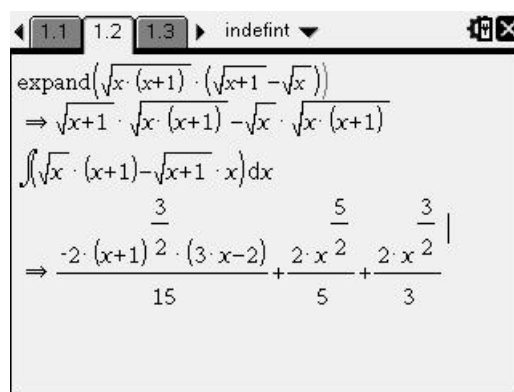 1.1 1.2 1.3 indefint
expand(√(x·(x+1))·(√(x+1)−√x))
⇒ √(x+1)·√(x·(x+1))−√x·√(x·(x+1))
∫(√x·(x+1)−√(x+1)·x)dx
⇒ (-2·(x+1)^(3/2)·(3·x−2))/15+(2·x^(5/2))/5+(2·x^(3/2))/3